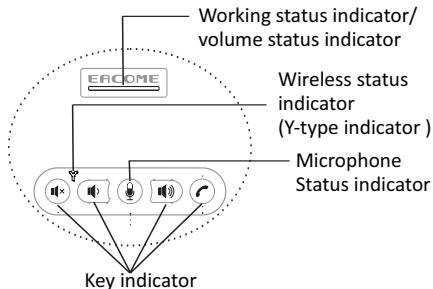 Working status indicator/
volume status indicator
EACOME
Wireless status
indicator
(Y-type indicator )
Microphone
Status indicator
Key indicator